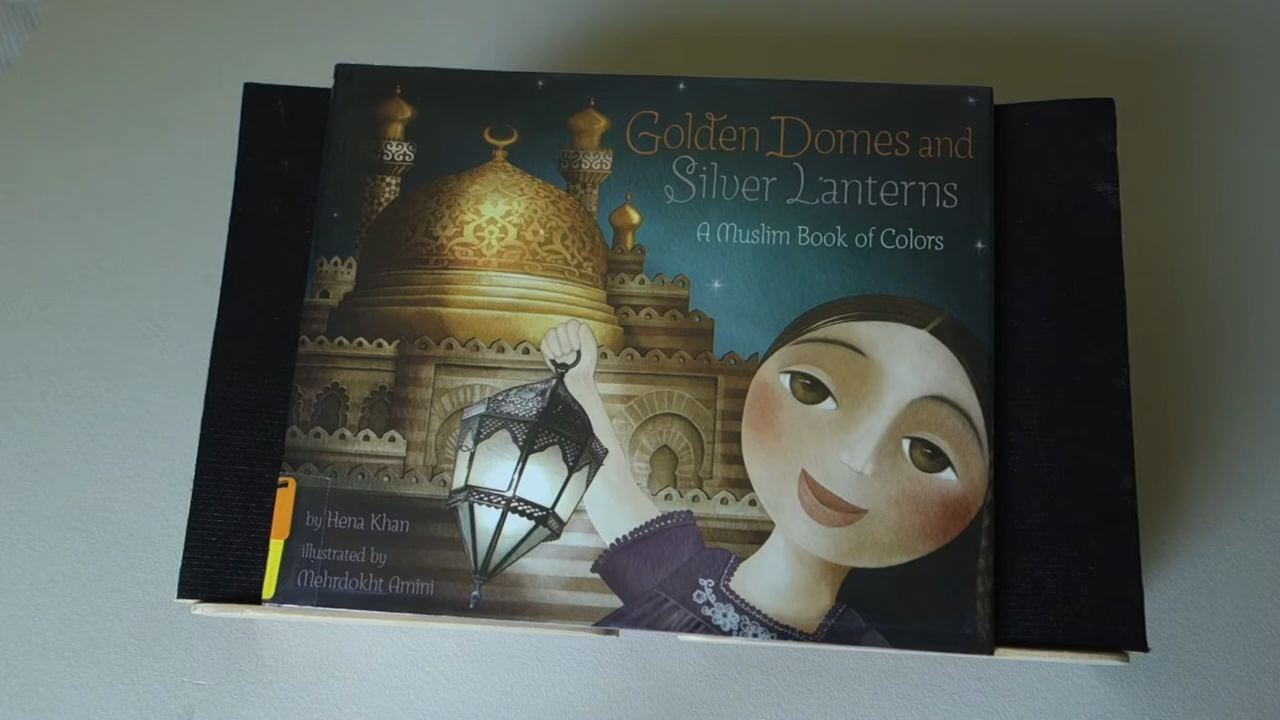 Golden Domes and
Silver Lanterns
A Muslim Book of Colors
by Hena Khan
illustrated by
Mehrdokht Amini